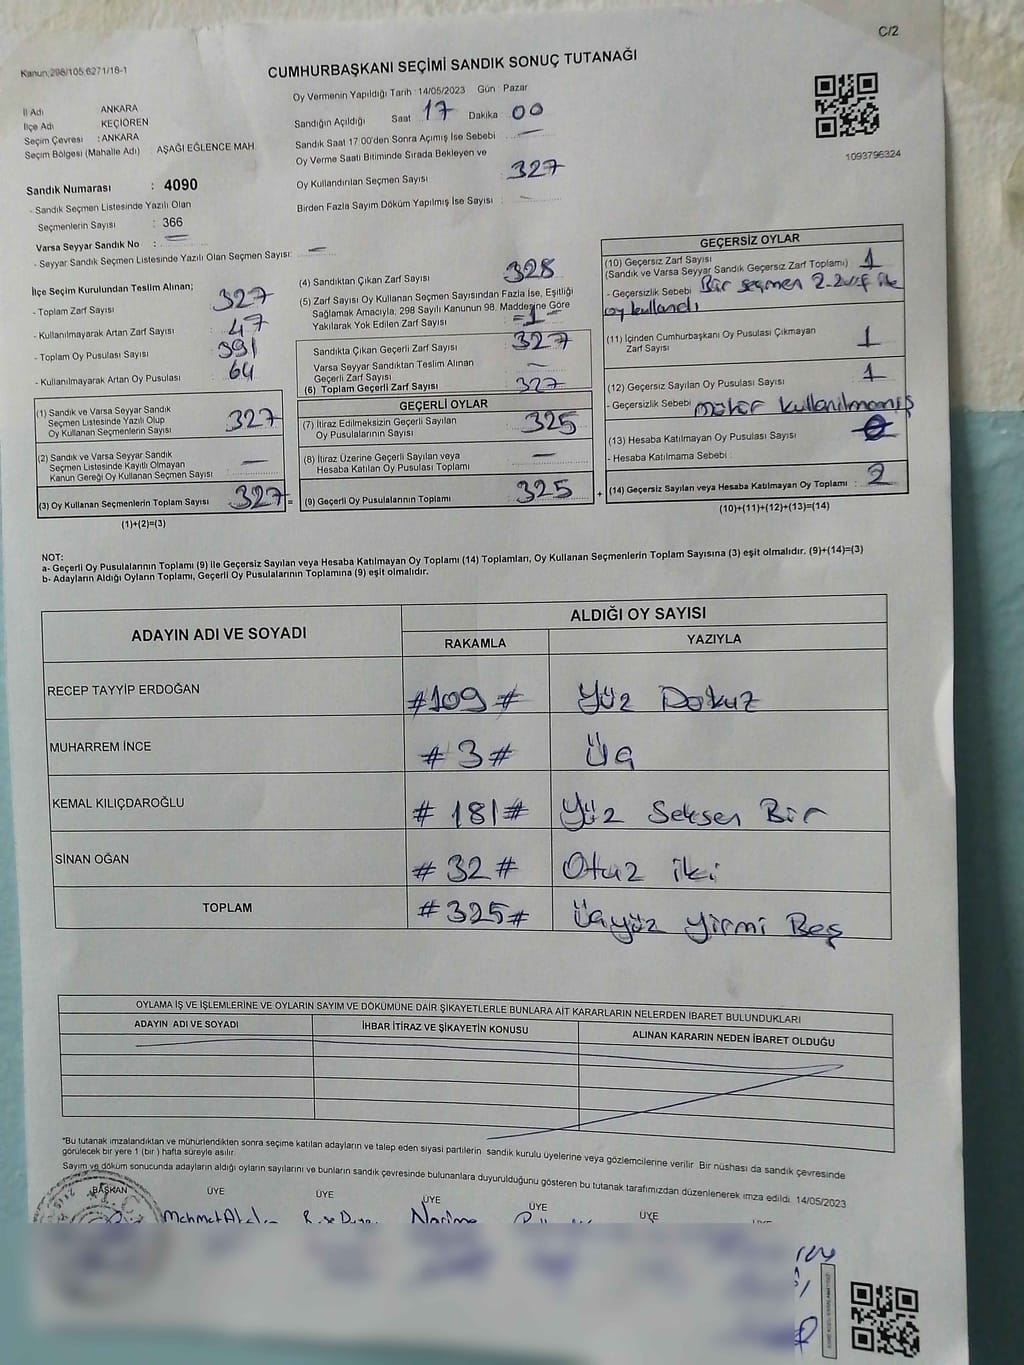 C/2
Kanun;298/105;6271/18-1
CUMHURBAŞKANI SEÇİMİ SANDIK SONUÇ TUTANAĞI
İl Adı ANKARA
İlçe Adı KEÇİÖREN
Seçim Çevresi : ANKARA
Seçim Bölgesi (Mahalle Adı) AŞAĞI EĞLENCE MAH
Sandık Numarası : 4090
- Sandık Seçmen Listesinde Yazılı Olan
Seçmenlerin Sayısı : 366
Varsa Seyyar Sandık No : —
- Seyyar Sandık Seçmen Listesinde Yazılı Olan Seçmen Sayısı: —
Oy Vermenin Yapıldığı Tarih : 14/05/2023 Gün : Pazar
Sandığın Açıldığı Saat 17 Dakika 00
Sandık Saat 17:00'den Sonra Açımış İse Sebebi —
Oy Verme Saati Bitiminde Sırada Bekleyen ve
Oy Kullandırılan Seçmen Sayısı : 327
Birden Fazla Sayım Döküm Yapılmış İse Sayısı : —
1093796324
İlçe Seçim Kurulundan Teslim Alınan;
- Toplam Zarf Sayısı : 327
- Kullanılmayarak Artan Zarf Sayısı : 47
- Toplam Oy Pusulası Sayısı : 391
- Kullanılmayarak Artan Oy Pusulası : 64
(1) Sandık ve Varsa Seyyar Sandık
Seçmen Listesinde Yazılı Olup
Oy Kullanan Seçmenlerin Sayısı : 327
(2) Sandık ve Varsa Seyyar Sandık
Seçmen Listesinde Kayıtlı Olmayan
Kanun Gereği Oy Kullanan Seçmen Sayısı : —
(3) Oy Kullanan Seçmenlerin Toplam Sayısı : 327 =
(1)+(2)=(3)
(4) Sandıktan Çıkan Zarf Sayısı : 328
(5) Zarf Sayısı Oy Kullanan Seçmen Sayısından Fazla İse, Eşitliği
Sağlamak Amacıyla, 298 Sayılı Kanunun 98. Maddesine Göre
Yakılarak Yok Edilen Zarf Sayısı : =1=
Sandıkta Çıkan Geçerli Zarf Sayısı : 327
Varsa Seyyar Sandıktan Teslim Alınan
Geçerli Zarf Sayısı : —
(6) Toplam Geçerli Zarf Sayısı : 327
GEÇERLİ OYLAR
(7) İtiraz Edilmeksizin Geçerli Sayılan
Oy Pusulalarının Sayısı : 325
(8) İtiraz Üzerine Geçerli Sayılan veya
Hesaba Katılan Oy Pusulası Toplamı : —
(9) Geçerli Oy Pusulalarının Toplamı : 325 +
GEÇERSİZ OYLAR
(10) Geçersiz Zarf Sayısı
(Sandık ve Varsa Seyyar Sandık Geçersiz Zarf Toplamı) : 1
- Geçersizlik Sebebi : Bir seçmen 2. zarf ile
oy kullandı
(11) İçinden Cumhurbaşkanı Oy Pusulası Çıkmayan
Zarf Sayısı : 1
(12) Geçersiz Sayılan Oy Pusulası Sayısı : 1
- Geçersizlik Sebebi : mühür kullanılmamış
(13) Hesaba Katılmayan Oy Pusulası Sayısı : 0
- Hesaba Katılmama Sebebi :
(14) Geçersiz Sayılan veya Hesaba Katılmayan Oy Toplamı : 2
(10)+(11)+(12)+(13)=(14)
NOT:
a- Geçerli Oy Pusulalarının Toplamı (9) ile Geçersiz Sayılan veya Hesaba Katılmayan Oy Toplamı (14) Toplamları, Oy Kullanan Seçmenlerin Toplam Sayısına (3) eşit olmalıdır. (9)+(14)=(3)
b- Adayların Aldığı Oyların Toplamı, Geçerli Oy Pusulalarının Toplamına (9) eşit olmalıdır.
ADAYIN ADI VE SOYADI ALDIĞI OY SAYISI
RAKAMLA YAZIYLA
RECEP TAYYİP ERDOĞAN #109# Yüz Dokuz
MUHARREM İNCE #3# Üç
KEMAL KILIÇDAROĞLU #181# Yüz Seksen Bir
SİNAN OĞAN #32# Otuz iki
TOPLAM #325# Üçyüz yirmi Beş
OYLAMA İŞ VE İŞLEMLERİNE VE OYLARIN SAYIM VE DÖKÜMÜNE DAİR ŞİKAYETLERLE BUNLARA AİT KARARLARIN NELERDEN İBARET BULUNDUKLARI
ADAYIN ADI VE SOYADI İHBAR İTİRAZ VE ŞİKAYETİN KONUSU ALINAN KARARIN NEDEN İBARET OLDUĞU
*Bu tutanak imzalandıktan ve mühürlendikten sonra seçime katılan adayların ve talep eden siyasi partilerin sandık kurulu üyelerine veya gözlemcilerine verilir. Bir nüshası da sandık çevresinde
görülecek bir yere 1 (bir) hafta süreyle asılır.
Sayım ve döküm sonucunda adayların aldığı oyların sayılarını ve bunların sandık çevresinde bulunanlara duyurulduğunu gösteren bu tutanak tarafımızdan düzenlenerek imza edildi. 14/05/2023
BAŞKAN ÜYE ÜYE ÜYE ÜYE ÜYE ÜYE